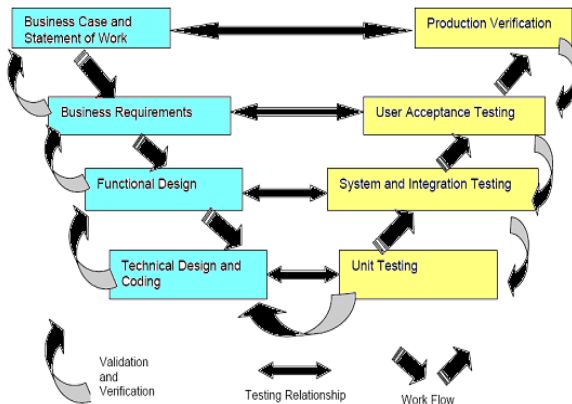 Business Case and
Statement of Work
Production Verification
Business Requirements
User Acceptance Testing
Functional Design
System and Integration Testing
Technical Design and
Coding
Unit Testing
Validation
and
Verification
Testing Relationship
Work Flow